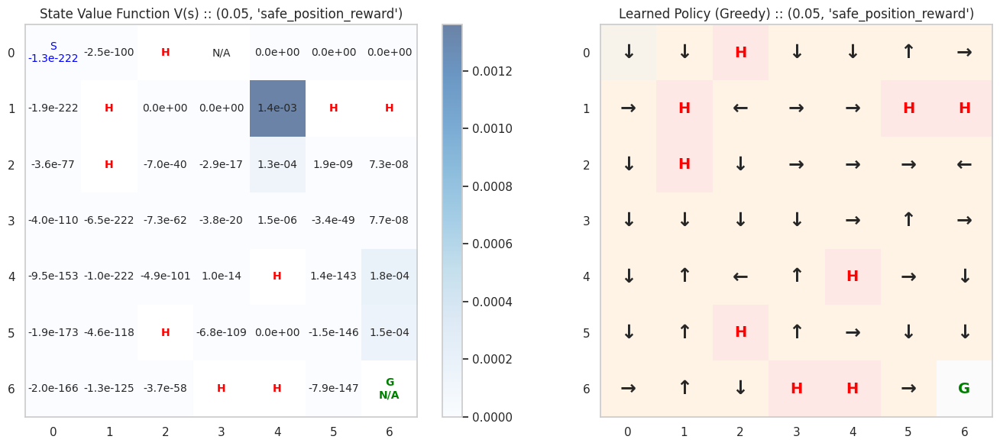 State Value Function V(s) :: (0.05, 'safe_position_reward')
0 S -2.5e-100 H N/A 0.0e+00 0.0e+00 0.0e+00
-1.3e-222
1 -1.9e-222 H 0.0e+00 0.0e+00 1.4e-03 H H
2 -3.6e-77 H -7.0e-40 -2.9e-17 1.3e-04 1.9e-09 7.3e-08
3 -4.0e-110 -6.5e-222 -7.3e-62 -3.8e-20 1.5e-06 -3.4e-49 7.7e-08
4 -9.5e-153 -1.0e-222 -4.9e-101 1.0e-14 H 1.4e-143 1.8e-04
5 -1.9e-173 -4.6e-118 H -6.8e-109 0.0e+00 -1.5e-146 1.5e-04
6 -2.0e-166 -1.3e-125 -3.7e-58 H H -7.9e-147 G
N/A
0 1 2 3 4 5 6
0.0012
0.0010
0.0008
0.0006
0.0004
0.0002
0.0000
Learned Policy (Greedy) :: (0.05, 'safe_position_reward')
0 ↓ ↓ H ↓ ↓ ↑ →
1 → H ← → → H H
2 ↓ H ↓ → → → ←
3 ↓ ↓ ↓ ↓ → ↑ →
4 ↓ ↑ ← ↑ H → ↓
5 ↓ ↑ H ↑ → ↓ ↓
6 → ↑ ↓ H H → G
0 1 2 3 4 5 6